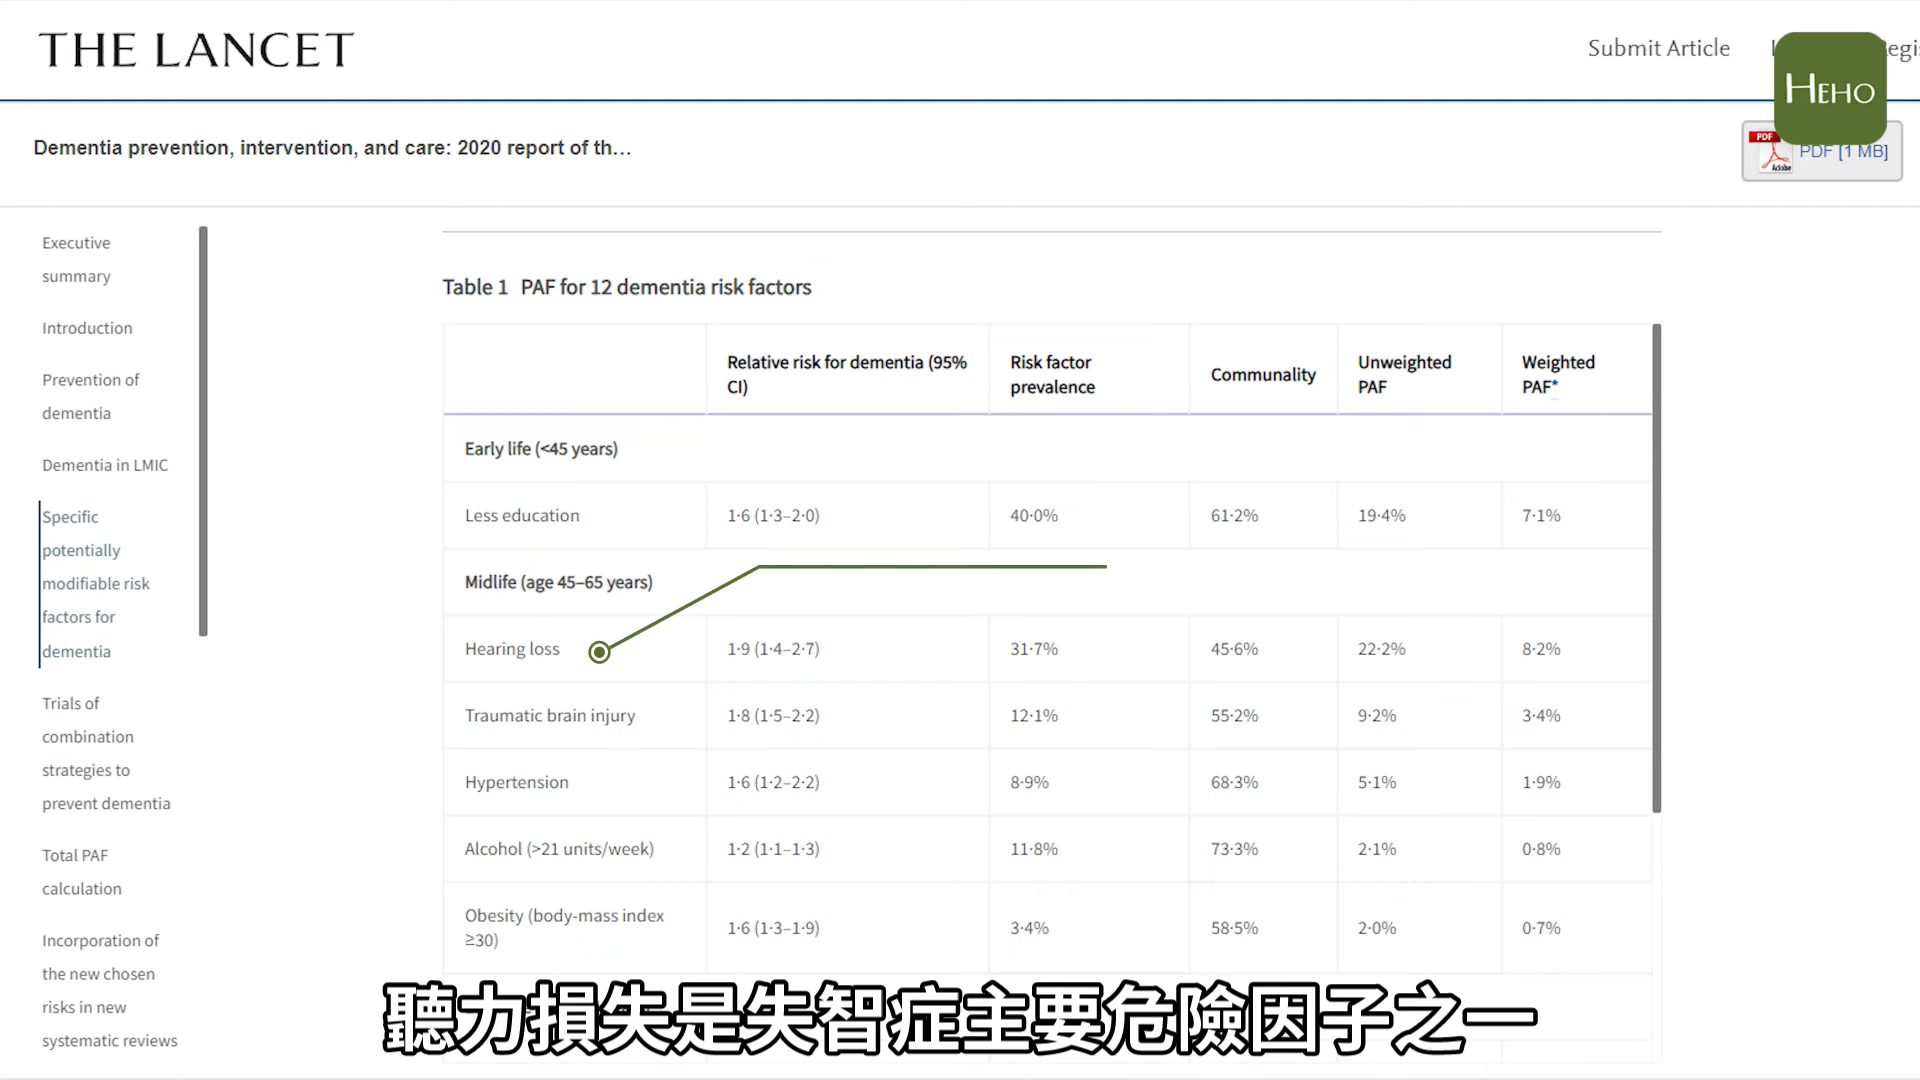 THE LANCET
Submit Article
HEHO
Dementia prevention, intervention, and care: 2020 report of th...
PDF
Adobe
PDF [1 MB]
Executive
summary
Introduction
Prevention of
dementia
Dementia in LMIC
Specific
potentially
modifiable risk
factors for
dementia
Trials of
combination
strategies to
prevent dementia
Total PAF
calculation
Incorporation of
the new chosen
risks in new
systematic reviews
Table 1 PAF for 12 dementia risk factors
Relative risk for dementia (95% CI) Risk factor prevalence Communality Unweighted PAF Weighted PAF*
Early life (<45 years)
Less education 1·6 (1·3–2·0) 40·0% 61·2% 19·4% 7·1%
Midlife (age 45–65 years)
Hearing loss 1·9 (1·4–2·7) 31·7% 45·6% 22·2% 8·2%
Traumatic brain injury 1·8 (1·5–2·2) 12·1% 55·2% 9·2% 3·4%
Hypertension 1·6 (1·2–2·2) 8·9% 68·3% 5·1% 1·9%
Alcohol (>21 units/week) 1·2 (1·1–1·3) 11·8% 73·3% 2·1% 0·8%
Obesity (body-mass index ≥30) 1·6 (1·3–1·9) 3·4% 58·5% 2·0% 0·7%
聽力損失是失智症主要危險因子之一